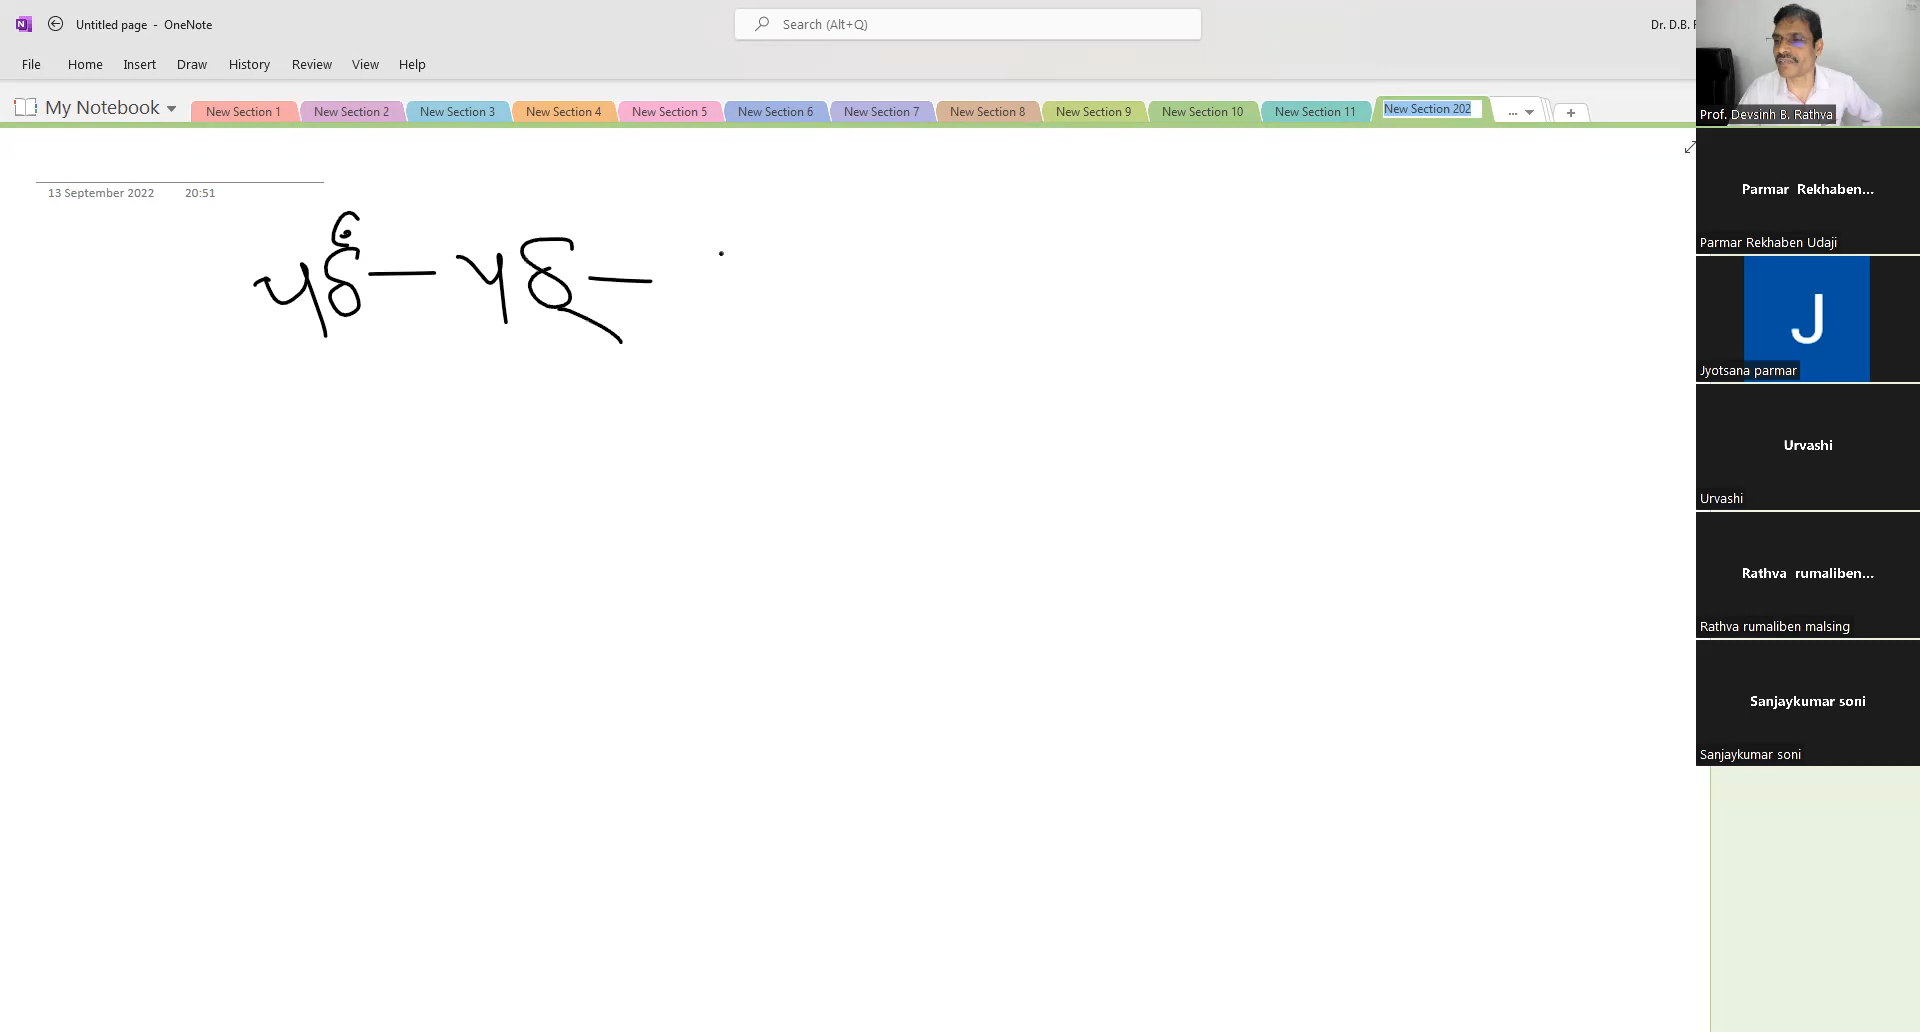 Untitled page - OneNote
Search (Alt+Q)
Dr. D.B.
File Home Insert Draw History Review View Help
My Notebook
New Section 1 New Section 2 New Section 3 New Section 4 New Section 5 New Section 6 New Section 7 New Section 8 New Section 9 New Section 10 New Section 11 New Section 202 ...
13 September 2022 20:51
Prof. Devsinh B. Rathva
Parmar Rekhaben...
Parmar Rekhaben Udaji
J
Jyotsana parmar
Urvashi
Urvashi
Rathva rumaliben...
Rathva rumaliben malsing
Sanjaykumar soni
Sanjaykumar soni